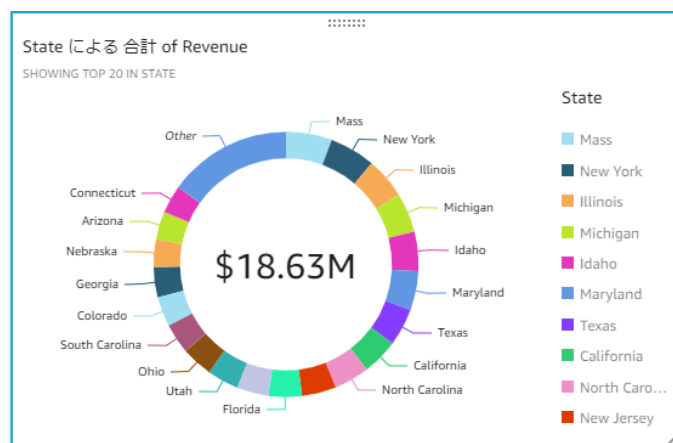 State による 合計 of Revenue
SHOWING TOP 20 IN STATE
State
Mass
New York
Illinois
Michigan
Idaho
Maryland
Texas
California
North Caro...
New Jersey
Other
Mass
New York
Illinois
Michigan
Idaho
Maryland
Texas
California
North Carolina
Florida
Utah
Ohio
South Carolina
Colorado
Georgia
Nebraska
Arizona
Connecticut
$18.63M